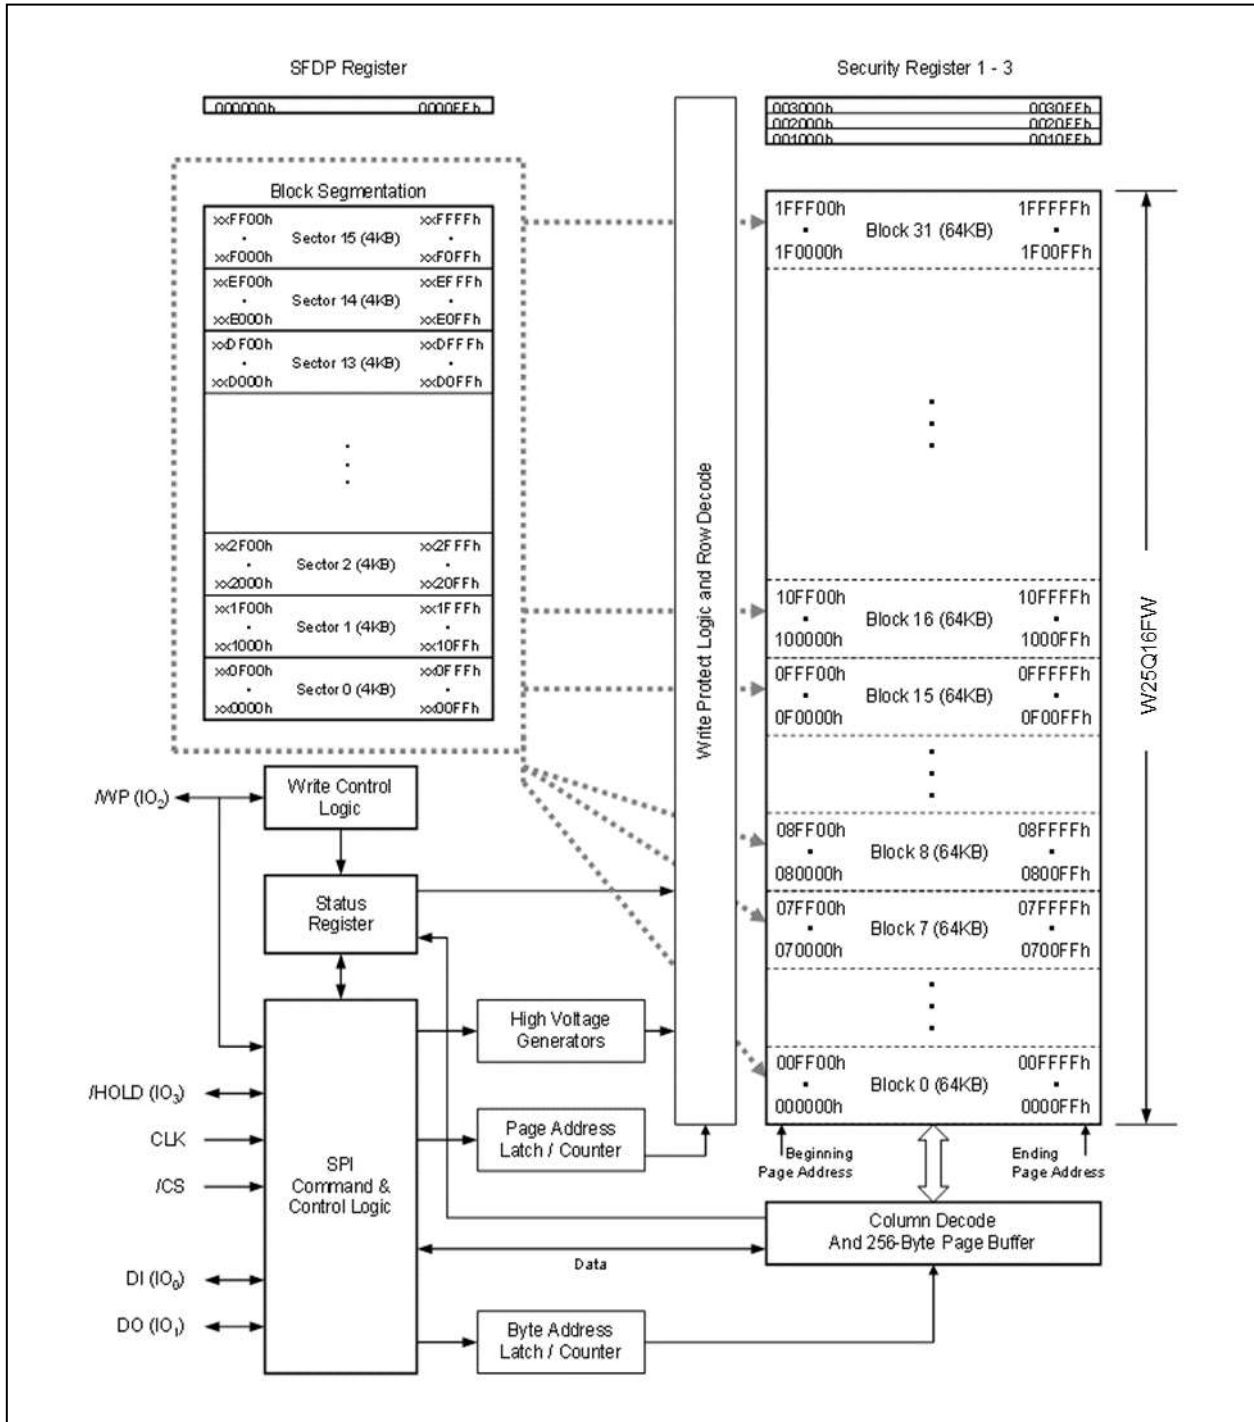 SFDP Register
000000h 0000FFh
Security Register 1 - 3
003000h 0030FFh
002000h 0020FFh
001000h 0010FFh
Block Segmentation
xxFF00h xxFFFFh
Sector 15 (4KB)
xxF000h xxF0FFh
xxEF00h xxEFFFh
Sector 14 (4KB)
xxE000h xxE0FFh
xxDF00h xxDFFFh
Sector 13 (4KB)
xxD000h xxD0FFh
xx2F00h xx2FFFh
Sector 2 (4KB)
xx2000h xx20FFh
xx1F00h xx1FFFh
Sector 1 (4KB)
xx1000h xx10FFh
xx0F00h xx0FFFh
Sector 0 (4KB)
xx0000h xx00FFh
Write Protect Logic and Row Decode
1FFF00h 1FFFFFh
Block 31 (64KB)
1F0000h 1F00FFh
10FF00h 10FFFFh
Block 16 (64KB)
100000h 1000FFh
0FFF00h 0FFFFFh
Block 15 (64KB)
0F0000h 0F00FFh
08FF00h 08FFFFh
Block 8 (64KB)
080000h 0800FFh
07FF00h 07FFFFh
Block 7 (64KB)
070000h 0700FFh
00FF00h 00FFFFh
Block 0 (64KB)
000000h 0000FFh
W25Q16FW
Beginning
Page Address
Ending
Page Address
/WP (IO₂)
Write Control
Logic
Status
Register
High Voltage
Generators
/HOLD (IO₃)
CLK
/CS
Page Address
Latch / Counter
SPI
Command &
Control Logic
Column Decode
And 256-Byte Page Buffer
Data
DI (IO₀)
DO (IO₁)
Byte Address
Latch / Counter